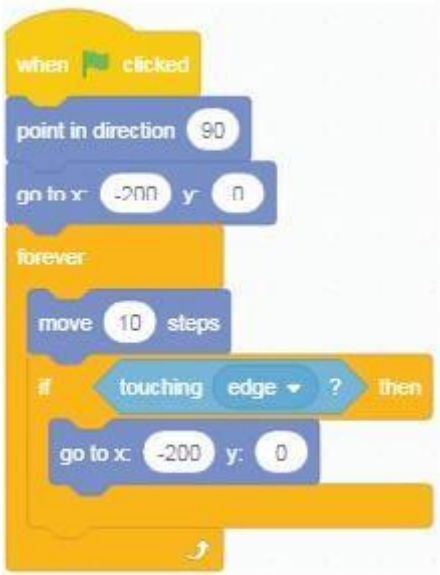 when clicked
point in direction 90
go to x: -200 y: 0
forever
move 10 steps
if touching edge ? then
go to x: -200 y: 0